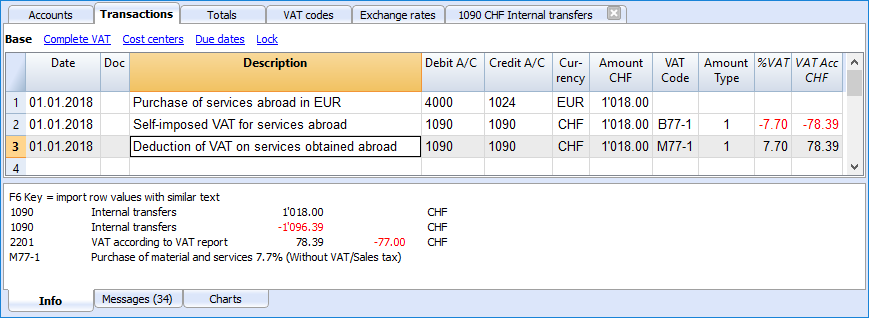 Accounts Transactions Totals VAT codes Exchange rates 1090 CHF Internal transfers
Base Complete VAT Cost centers Due dates Lock
Date Doc Description Debit A/C Credit A/C Cur- Amount VAT Amount %VAT VAT Acc
rency CHF Code Type CHF
1 01.01.2018 Purchase of services abroad in EUR 4000 1024 EUR 1'018.00
2 01.01.2018 Self-imposed VAT for services abroad 1090 1090 CHF 1'018.00 B77-1 1 -7.70 -78.39
3 01.01.2018 Deduction of VAT on services obtained abroad 1090 1090 CHF 1'018.00 M77-1 1 7.70 78.39
4
F6 Key = import row values with similar text
1090 Internal transfers 1'018.00 CHF
1090 Internal transfers -1'096.39 CHF
2201 VAT according to VAT report 78.39 -77.00 CHF
M77-1 Purchase of material and services 7.7% (Without VAT/Sales tax)
Info Messages (34) Charts